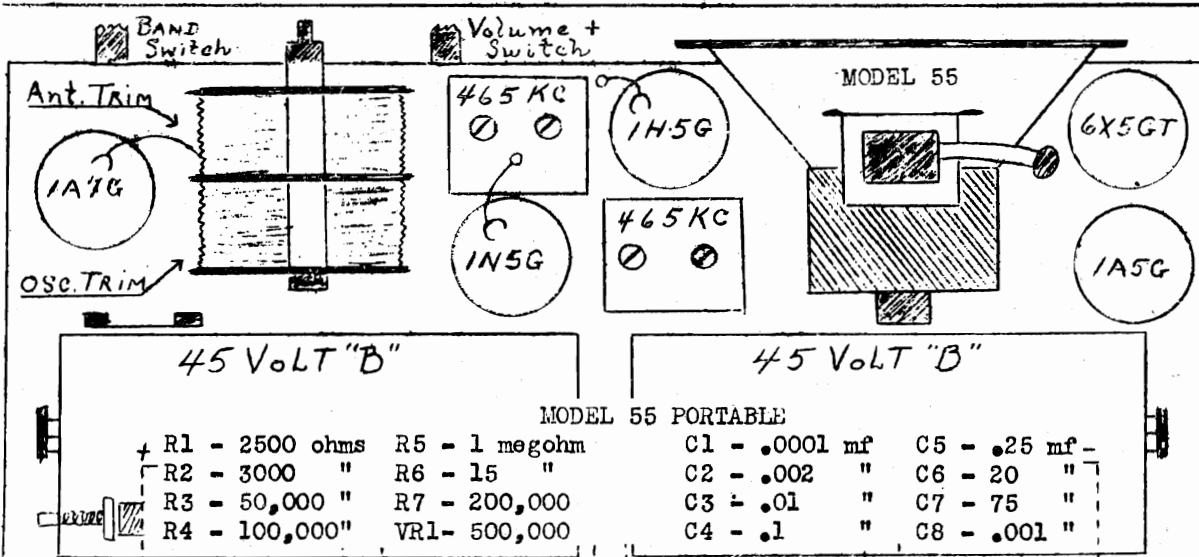 BAND
Switch
Volume +
Switch
Ant. TRIM
465 KC
MODEL 55
1H5G
6X5GT
1A7G
465 KC
1N5G
1A5G
OSC. TRIM
45 VOLT "B"
45 VOLT "B"
MODEL 55 PORTABLE
+ R1 - 2500 ohms R5 - 1 megohm C1 - .0001 mf C5 - .25 mf -
R2 - 3000 " R6 - 15 " C2 - .002 " C6 - 20 "
R3 - 50,000 " R7 - 200,000 C3 - .01 " C7 - 75 "
R4 - 100,000" VR1- 500,000 C4 - .1 " C8 - .001 "